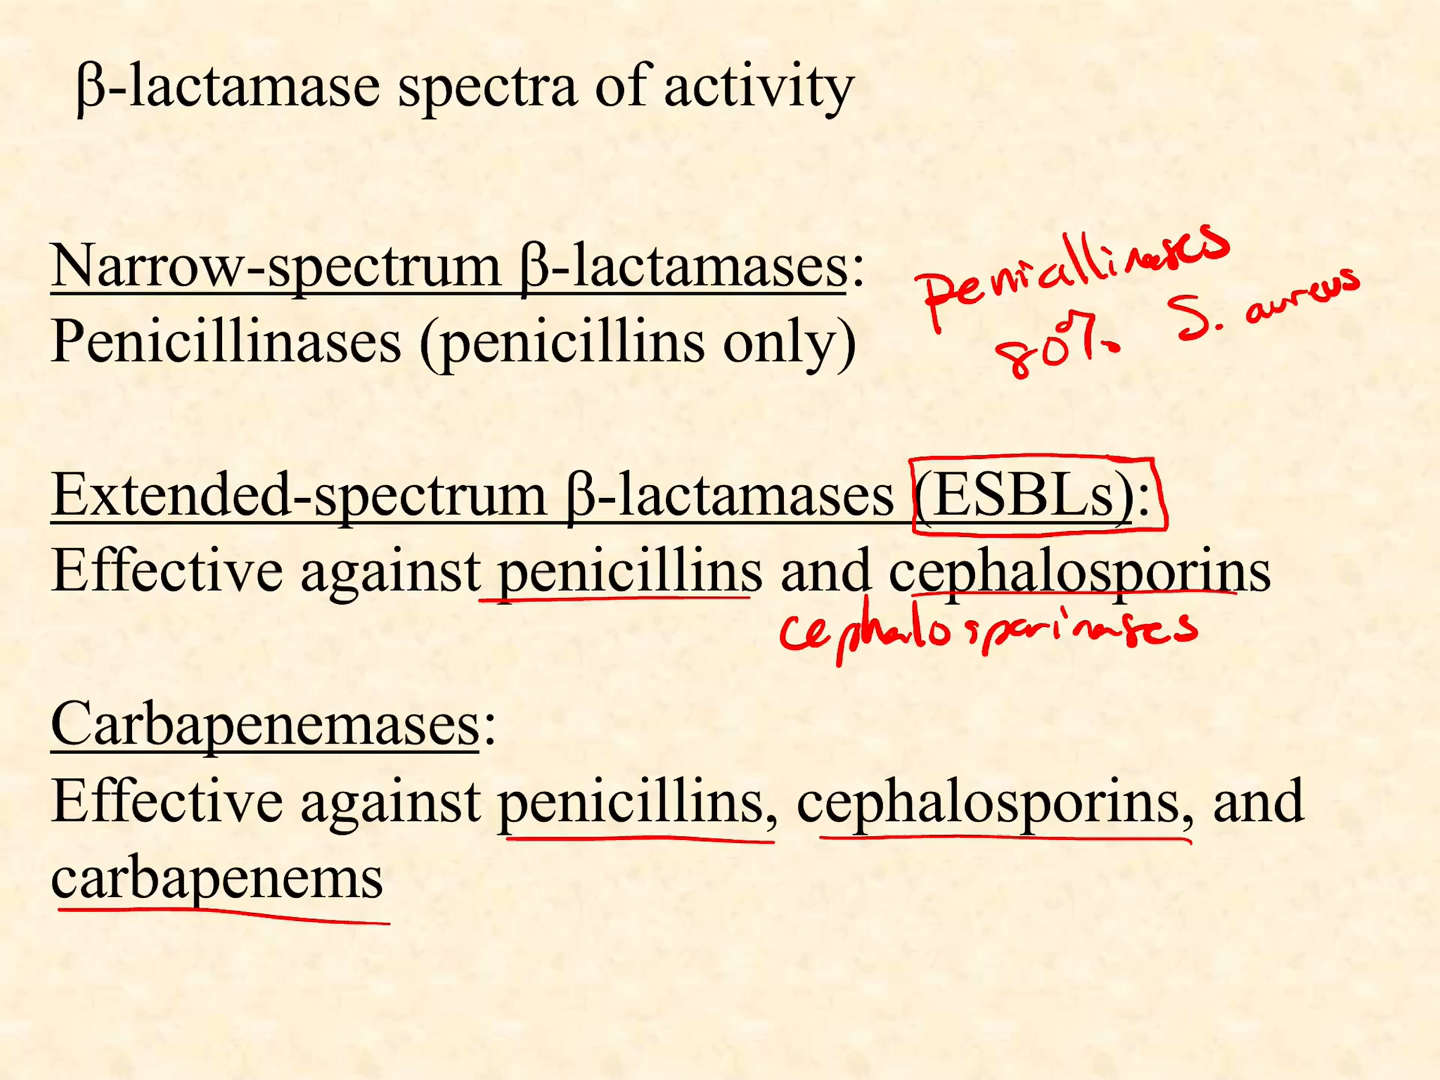 β-lactamase spectra of activity
Narrow-spectrum β-lactamases:
Penicillinases (penicillins only)
Penicallinases
80% S. aureus
Extended-spectrum β-lactamases (ESBLs):
Effective against penicillins and cephalosporins
cephalosporinases
Carbapenemases:
Effective against penicillins, cephalosporins, and
carbapenems